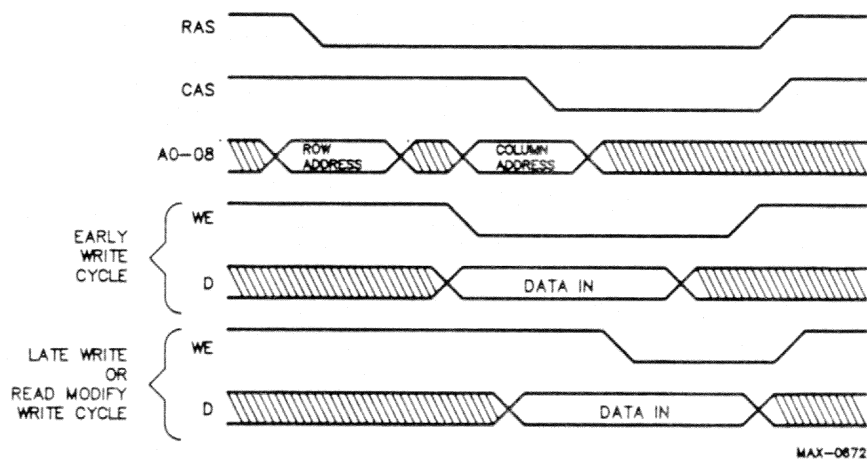 RAS
CAS
A0-08
ROW
ADDRESS
COLUMN
ADDRESS
EARLY
WRITE
CYCLE
WE
D
DATA IN
LATE WRITE
OR
READ MODIFY
WRITE CYCLE
WE
D
DATA IN
MAX-0672